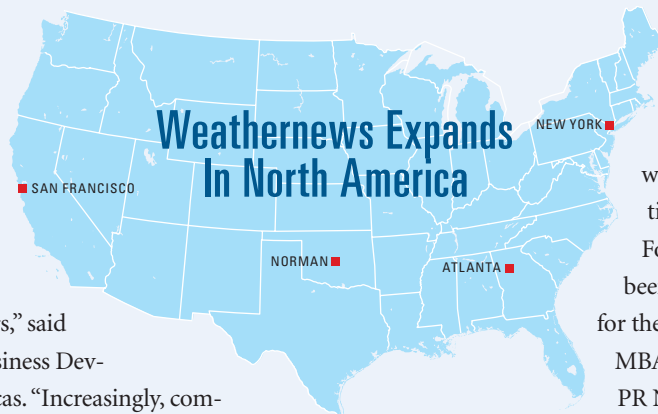 Weathernews Expands
In North America
NEW YORK
SAN FRANCISCO
NORMAN
ATLANTA
s,” said
siness Dev-
cas. “Increasingly, com-
w
ti
Fo
bee
for the
MBA
PR N